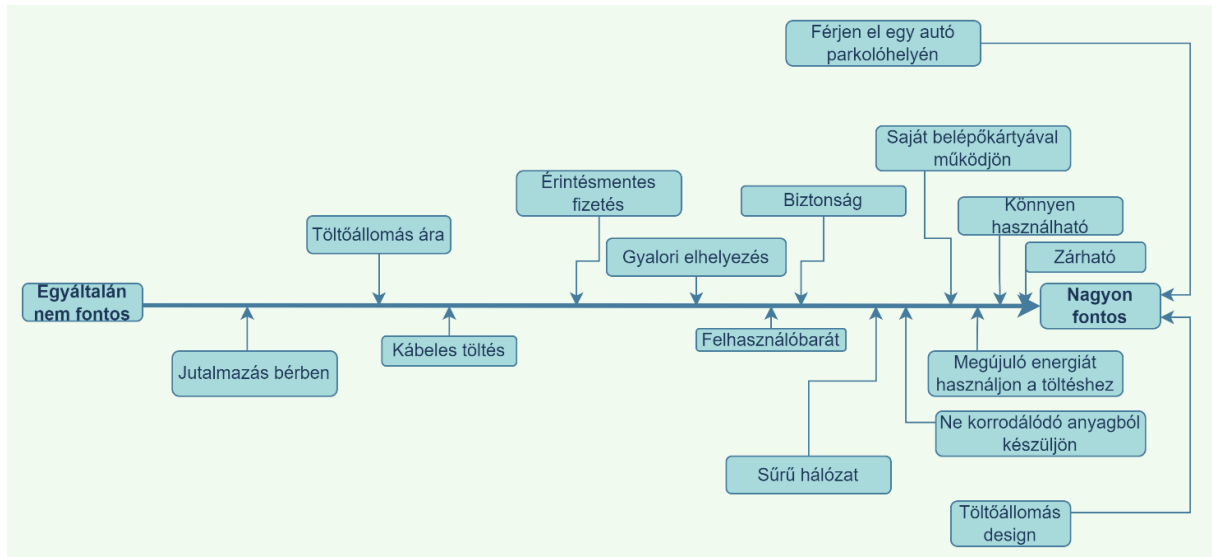 Férjen el egy autó
parkolóhelyén
Saját belépőkártyával
működjön
Érintésmentes
fizetés
Biztonság
Könnyen
használható
Töltőállomás ára
Gyalori elhelyezés
Zárható
Egyáltalán
nem fontos
Nagyon
fontos
Jutalmazás bérben
Kábeles töltés
Felhasználóbarát
Megújuló energiát
használjon a töltéshez
Ne korrodálódó anyagból
készüljön
Sűrű hálózat
Töltőállomás
design